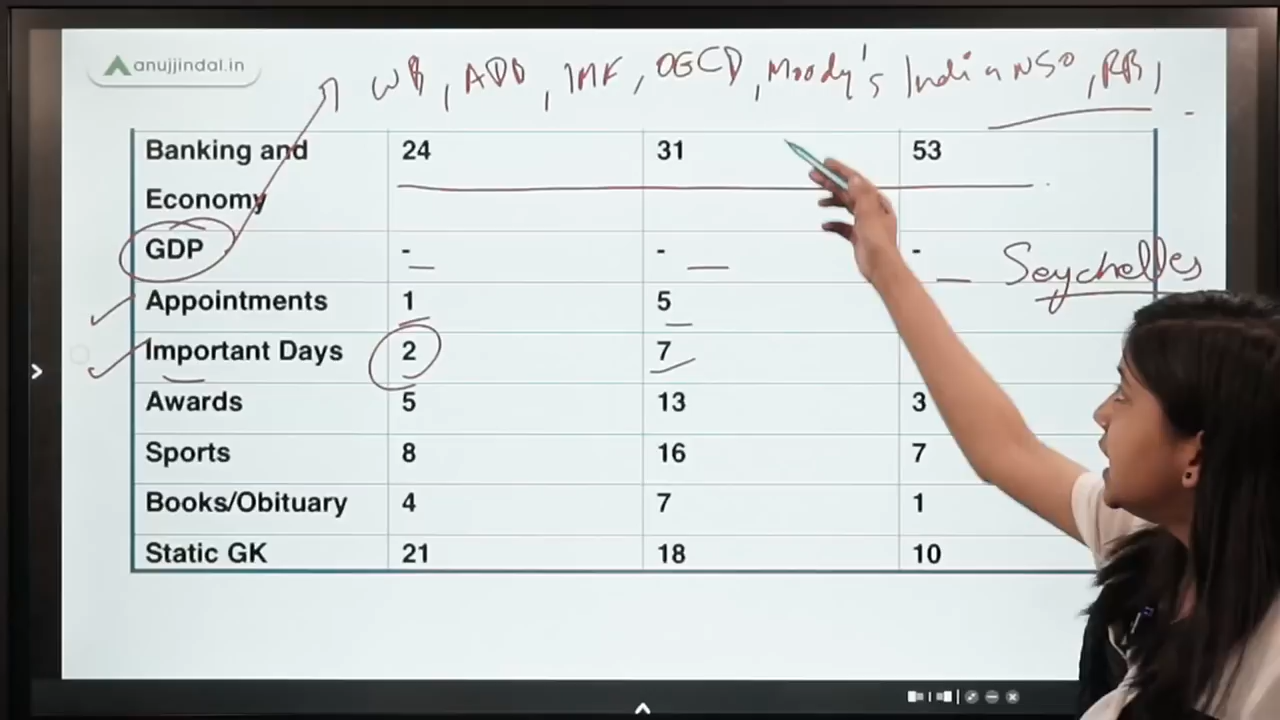 anujjindal.in
WB, ADB, IMF, OECD, Moody's India NSO, RBI,
Banking and Economy 24 31 53
GDP - - - Seychelles
Appointments 1 5
Important Days 2 7
Awards 5 13 3
Sports 8 16 7
Books/Obituary 4 7 1
Static GK 21 18 10